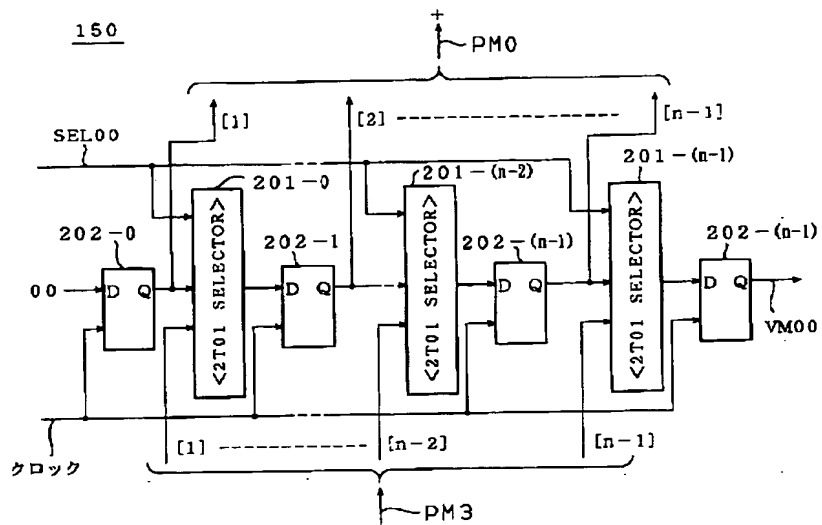 150
PM0
[1]
[2]
[n-1]
SEL00
201-0
201-(n-2)
201-(n-1)
202-0
202-1
202-(n-1)
202-(n-1)
00
D Q
<2T01 SELECTOR>
D Q
<2T01 SELECTOR>
D Q
<2T01 SELECTOR>
D Q
VM00
[1]
[n-2]
[n-1]
クロック
PM3